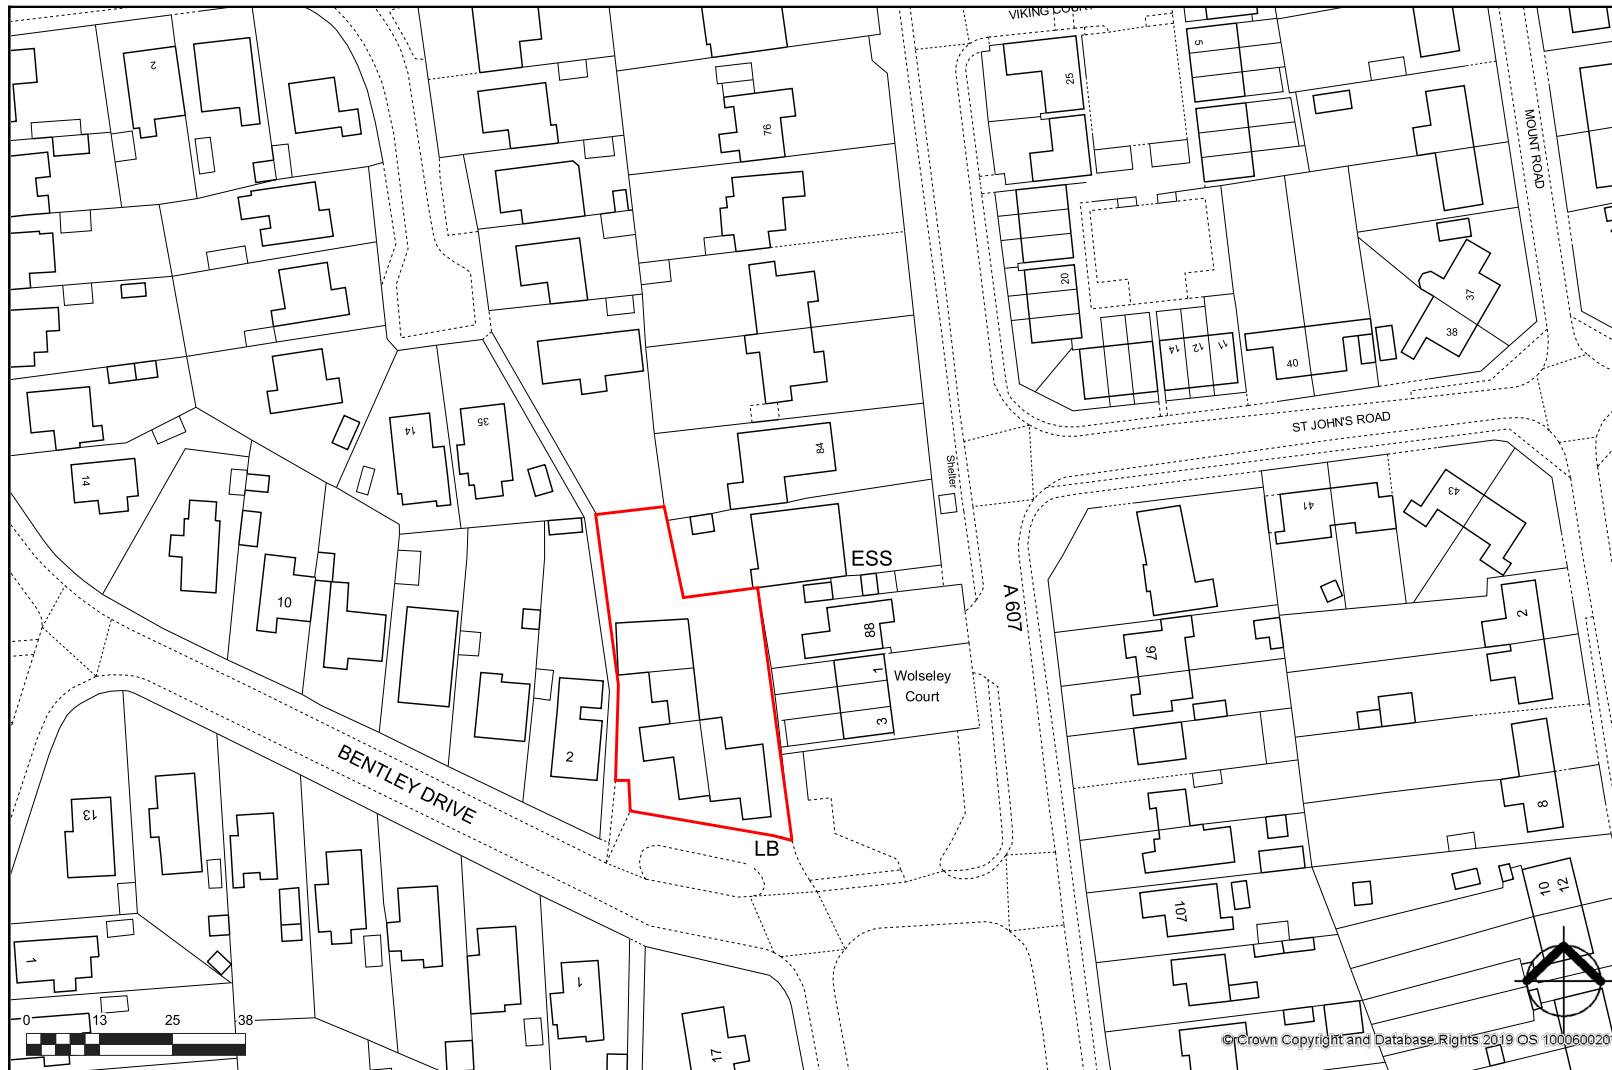 VIKING COURT
2
25
5
76
MOUNT ROAD
20
37
38
14
12
11
40
ST JOHN'S ROAD
14
35
84
Shelter
14
41
43
ESS
10
A 607
88
2
97
1
Wolseley
Court
3
2
BENTLEY DRIVE
13
8
LB
10
12
107
1
1
17
0 13 25 38
© Crown Copyright and Database Rights 2019 OS 100060020